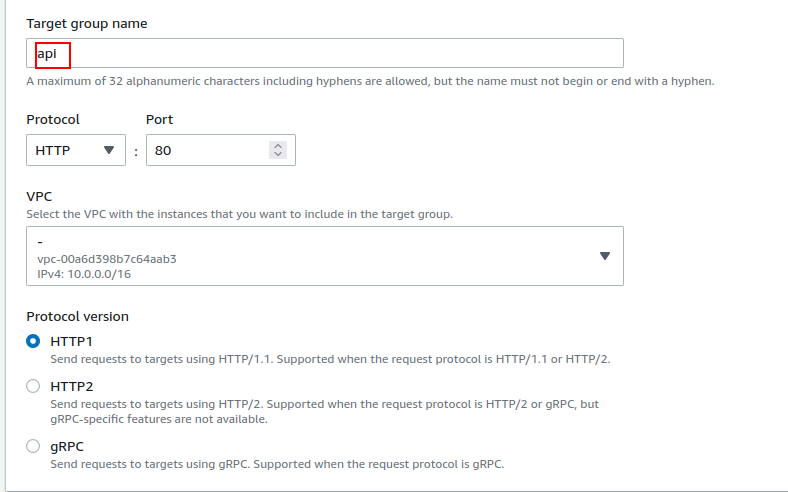 Target group name
api
A maximum of 32 alphanumeric characters including hyphens are allowed, but the name must not begin or end with a hyphen.
Protocol Port
HTTP : 80
VPC
Select the VPC with the instances that you want to include in the target group.
-
vpc-00a6d398b7c64aab3
IPv4: 10.0.0.0/16
Protocol version
HTTP1
Send requests to targets using HTTP/1.1. Supported when the request protocol is HTTP/1.1 or HTTP/2.
HTTP2
Send requests to targets using HTTP/2. Supported when the request protocol is HTTP/2 or gRPC, but
gRPC-specific features are not available.
gRPC
Send requests to targets using gRPC. Supported when the request protocol is gRPC.